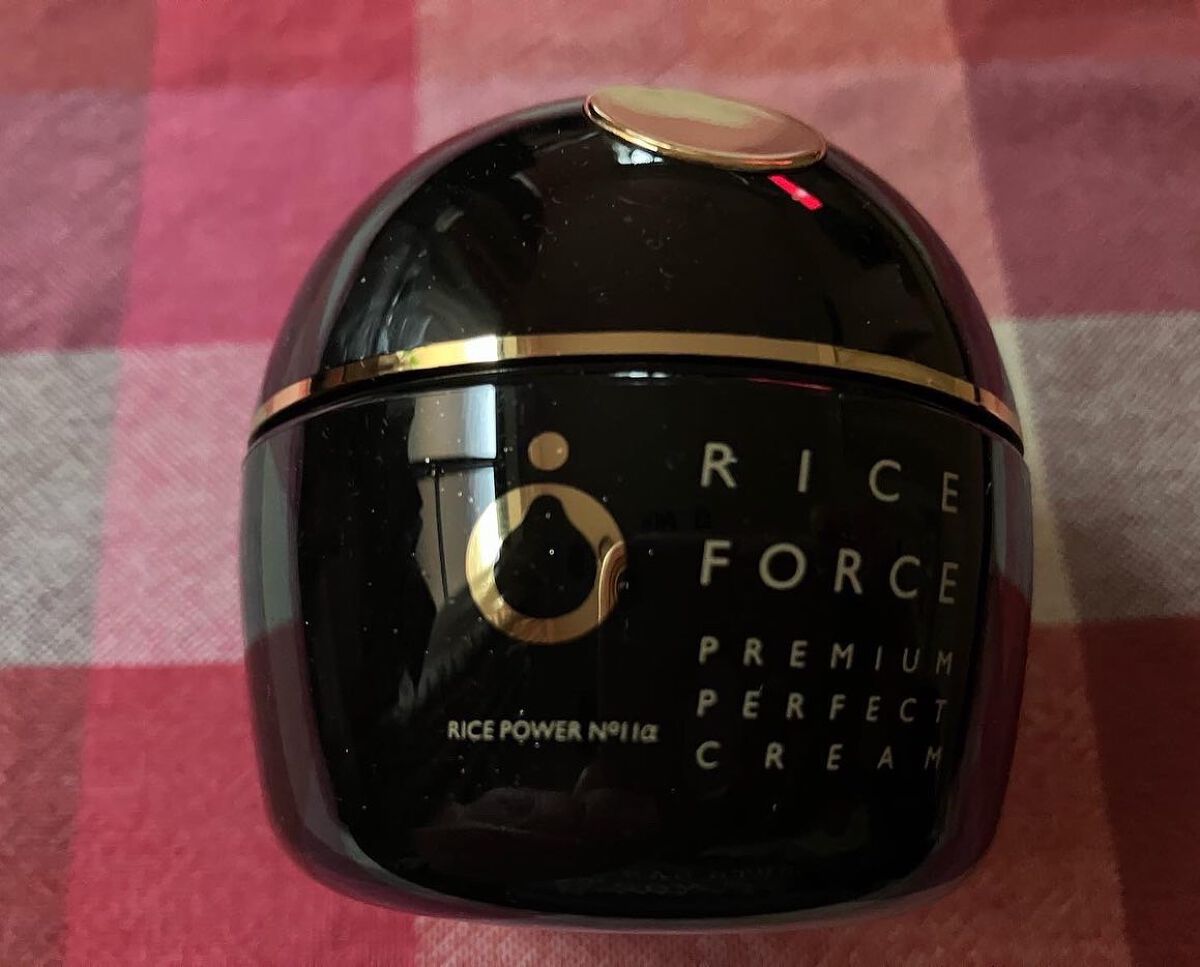 RICE
FORCE
PREMIUM
PERFECT
CREAM
RICE POWER Nº11α